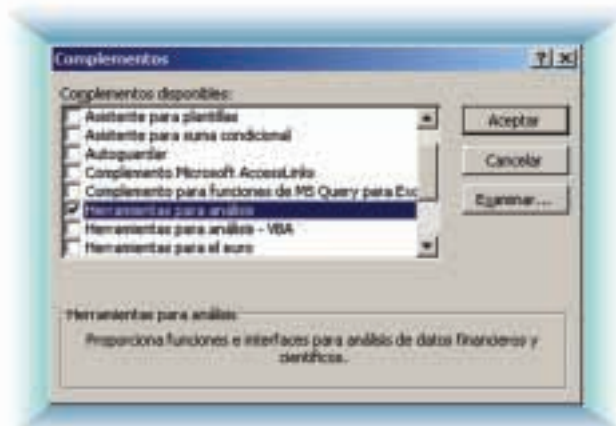 Complementos
Complementos disponibles:
Asistente para plantillas
Asistente para suma condicional
Autoguardar
Complemento Microsoft AccessLinks
Complemento para funciones de MS Query para Exc
Herramientas para análisis
Herramientas para análisis - VBA
Herramientas para el euro
Aceptar
Cancelar
Examinar...
Herramientas para análisis
Proporciona funciones e interfaces para análisis de datos financieros y
científicos.